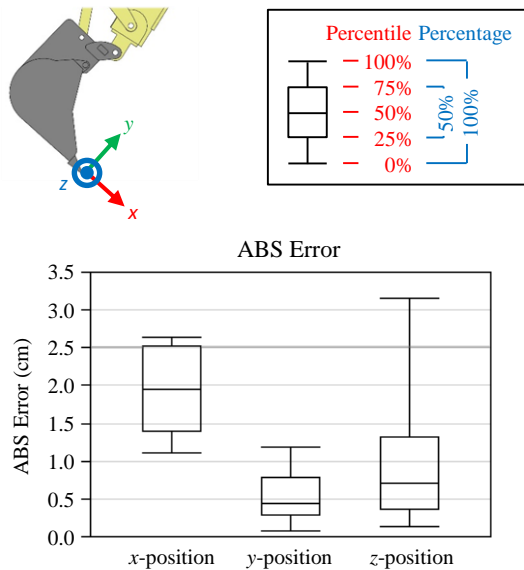 y
z
x
Percentile Percentage
100%
75%
50%
25%
0%
50%
100%
ABS Error
ABS Error (cm)
3.5
3.0
2.5
2.0
1.5
1.0
0.5
0.0
x-position y-position z-position